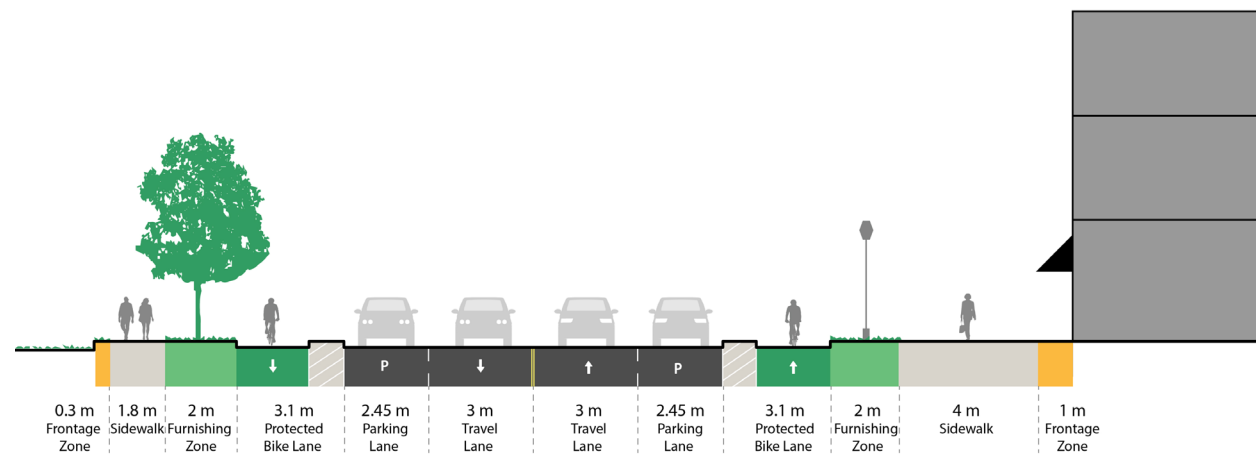 P
P
0.3 m 1.8 m 2 m 3.1 m 2.45 m 3 m 3 m 2.45 m 3.1 m 2 m 4 m 1 m
Frontage Sidewalk Furnishing Protected Parking Travel Travel Parking Protected Furnishing Sidewalk Frontage
Zone Zone Bike Lane Lane Lane Lane Lane Bike Lane Zone Zone